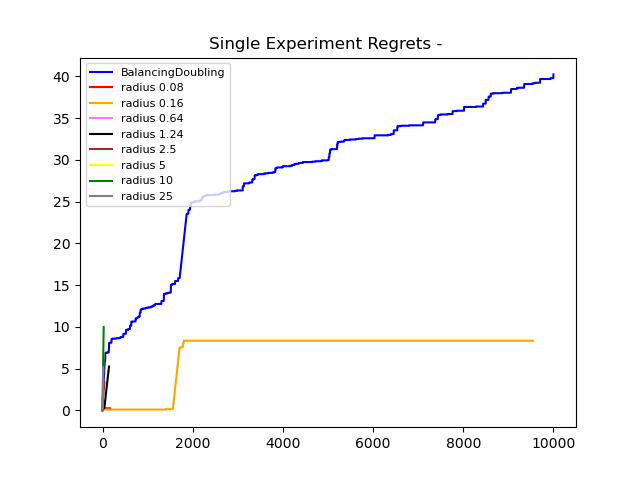 Single Experiment Regrets -
BalancingDoubling
radius 0.08
radius 0.16
radius 0.64
radius 1.24
radius 2.5
radius 5
radius 10
radius 25
40
35
30
25
20
15
10
5
0
0 2000 4000 6000 8000 10000